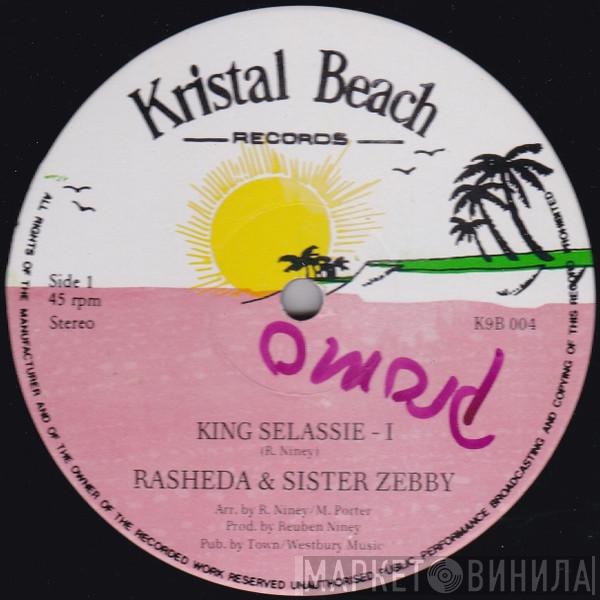 Kristal Beach
RECORDS
Side 1
45 rpm
Stereo
K9B 004
promo
KING SELASSIE - I
(R. Niney)
RASHEDA & SISTER ZEBBY
Arr. by R. Niney/M. Porter
Prod. by Reuben Niney
Pub. by Town/Westbury Music
ALL RIGHTS OF THE MANUFACTURER AND OF THE OWNER OF THE RECORDED WORK RESERVED UNAUTHORISED PUBLIC PERFORMANCE BROADCASTING AND COPYING OF THIS RECORD PROHIBITED
МАРКЕТ ВИНИЛА